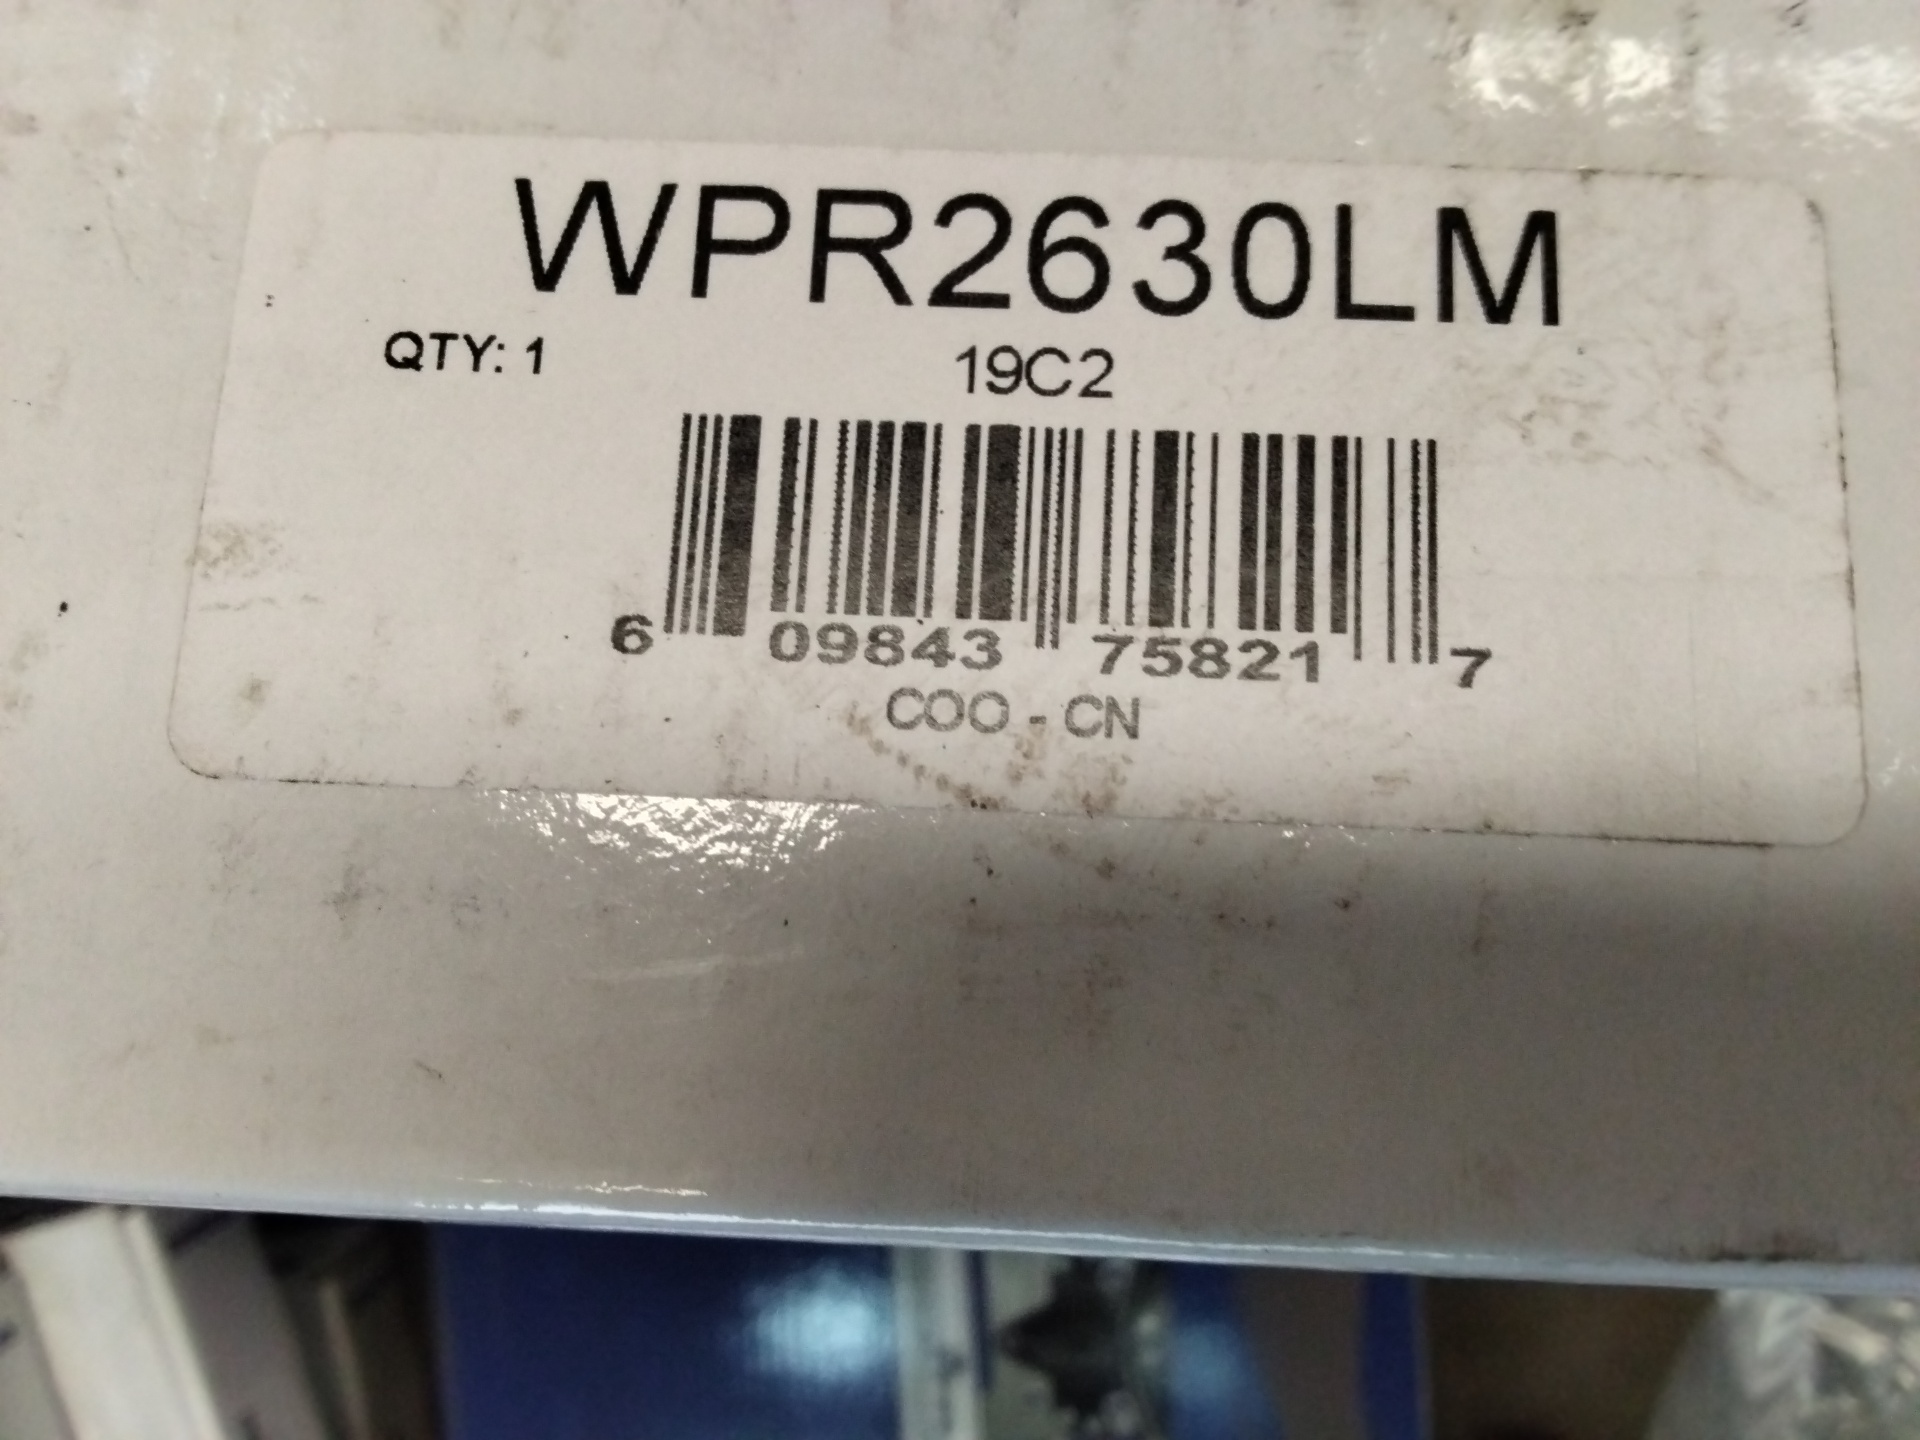 WPR2630LM
QTY: 1 19C2
6 09843 75821 7
COO - CN